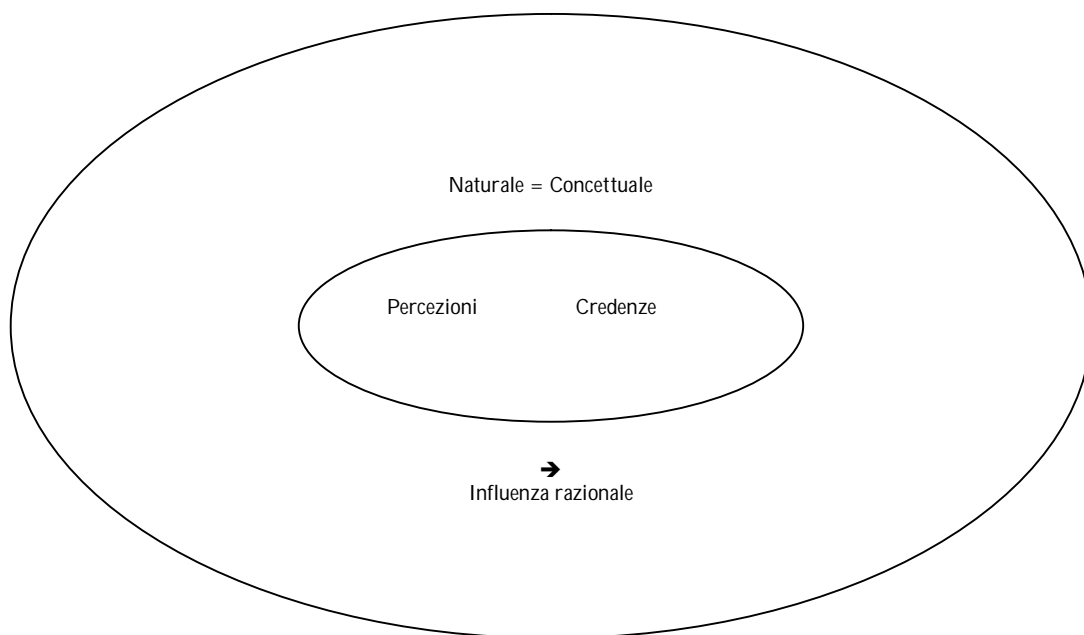 Naturale = Concettuale
Percezioni Credenze
➔
Influenza razionale